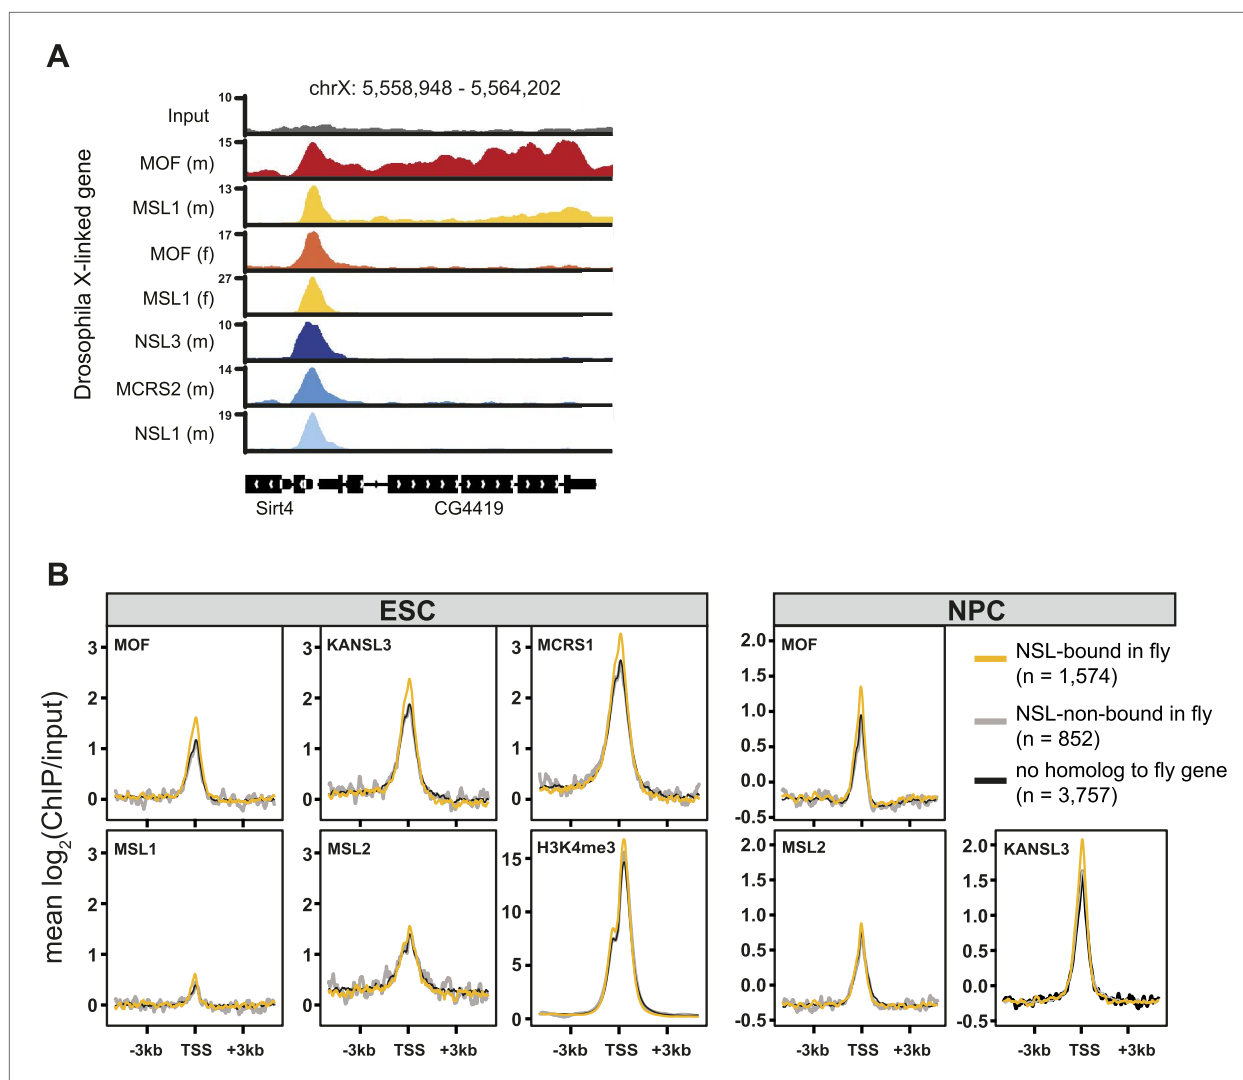 A
chrX: 5,558,948 - 5,564,202
Drosophila X-linked gene
Input
10
MOF (m)
15
MSL1 (m)
13
MOF (f)
17
MSL1 (f)
27
NSL3 (m)
10
MCRS2 (m)
14
NSL1 (m)
19
Sirt4
CG4419
B
ESC
NPC
mean log2(ChIP/input)
MOF
3
2
1
0
KANSL3
3
2
1
0
MCRS1
3
2
1
0
MOF
2.0
1.5
1.0
0.5
0.0
-0.5
NSL-bound in fly
(n = 1,574)
NSL-non-bound in fly
(n = 852)
no homolog to fly gene
(n = 3,757)
MSL1
3
2
1
0
-3kb TSS +3kb
MSL2
3
2
1
0
-3kb TSS +3kb
H3K4me3
15
10
5
0
-3kb TSS +3kb
MSL2
2.0
1.5
1.0
0.5
0.0
-0.5
-3kb TSS +3kb
KANSL3
2.0
1.5
1.0
0.5
0.0
-0.5
-3kb TSS +3kb